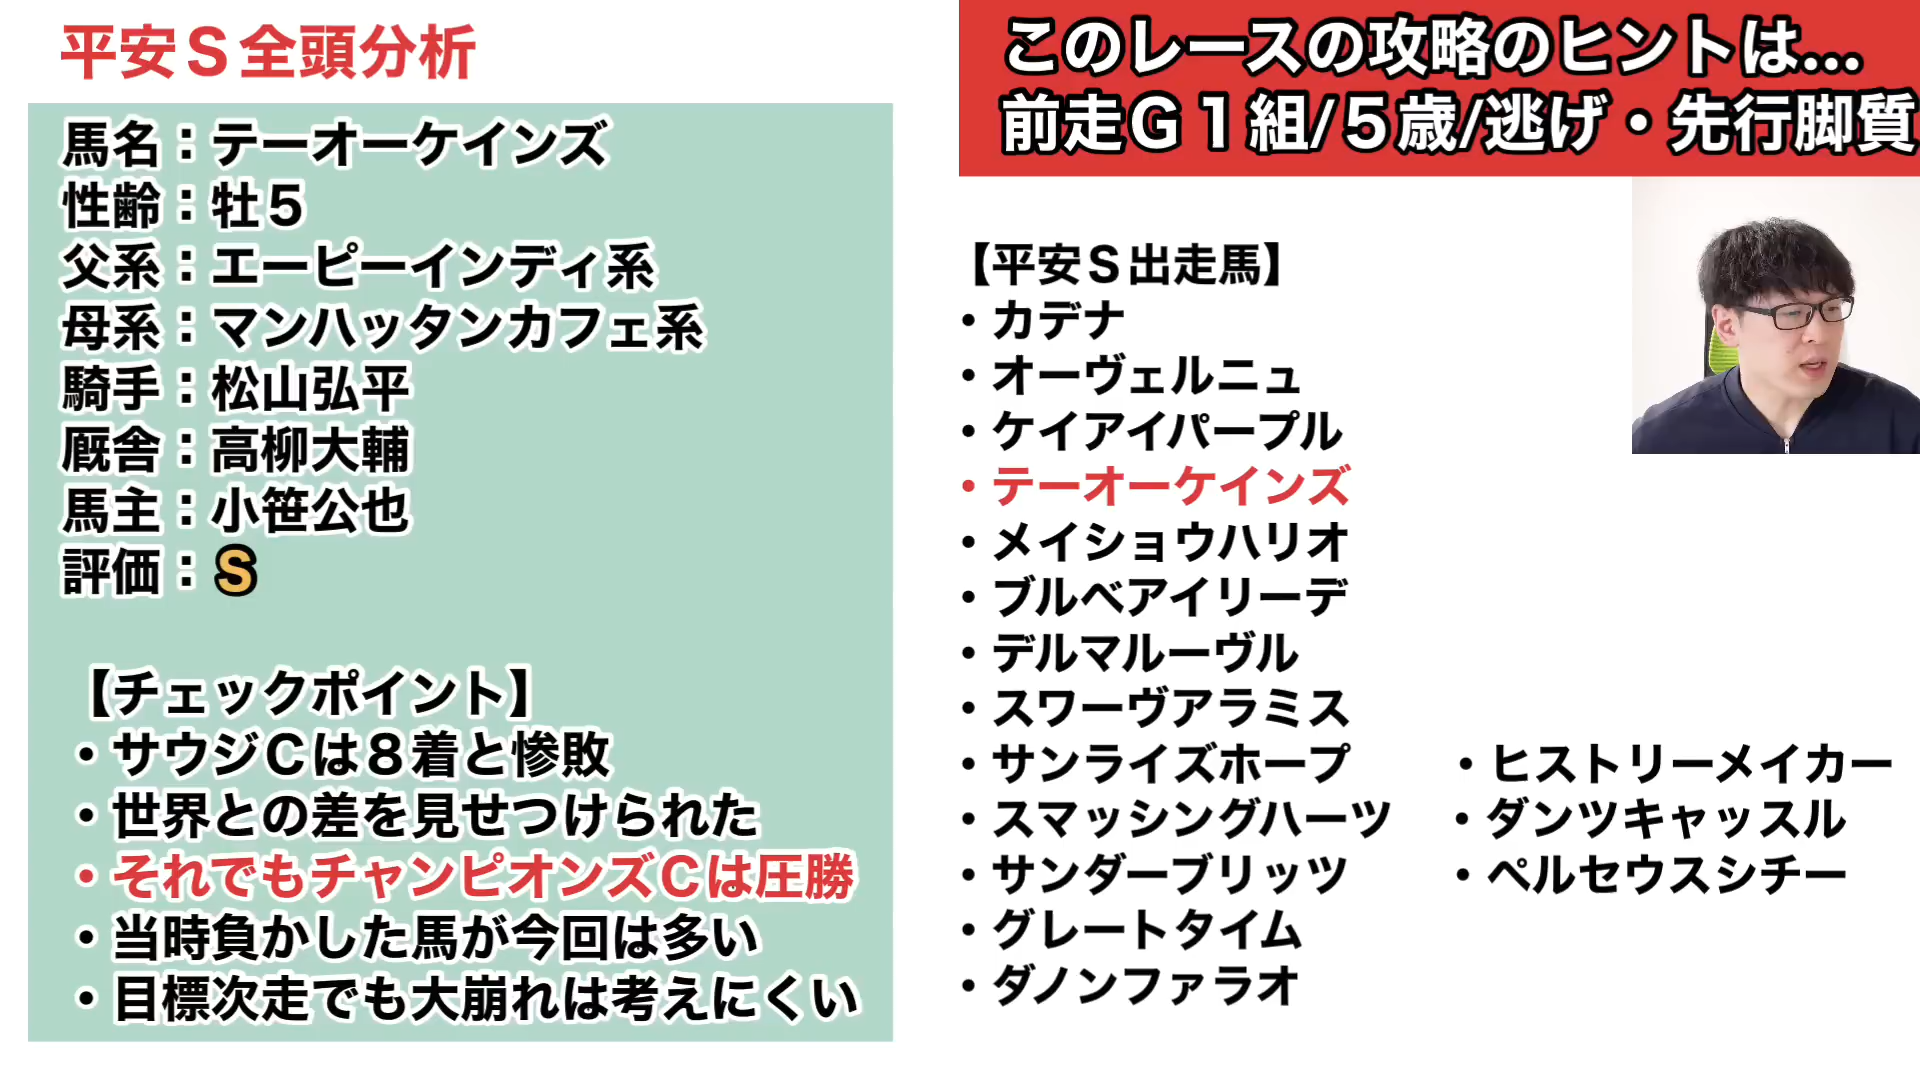 平安S全頭分析
馬名：テーオーケインズ
性齢：牡5
父系：エーピーインディ系
母系：マンハッタンカフェ系
騎手：松山弘平
厩舎：高柳大輔
馬主：小笹公也
評価：S
【チェックポイント】
・サウジCは8着と惨敗
・世界との差を見せつけられた
・それでもチャンピオンズCは圧勝
・当時負かした馬が今回は多い
・目標次走でも大崩れは考えにくい
このレースの攻略のヒントは...
前走G1組/5歳/逃げ・先行脚質
【平安S出走馬】
・カデナ
・オーヴェルニュ
・ケイアイパープル
・テーオーケインズ
・メイショウハリオ
・ブルベアイリーデ
・デルマルーヴル
・スワーヴアラミス
・サンライズホープ
・スマッシングハーツ
・サンダーブリッツ
・グレートタイム
・ダノンファラオ
・ヒストリーメイカー
・ダンツキャッスル
・ペルセウスシチー